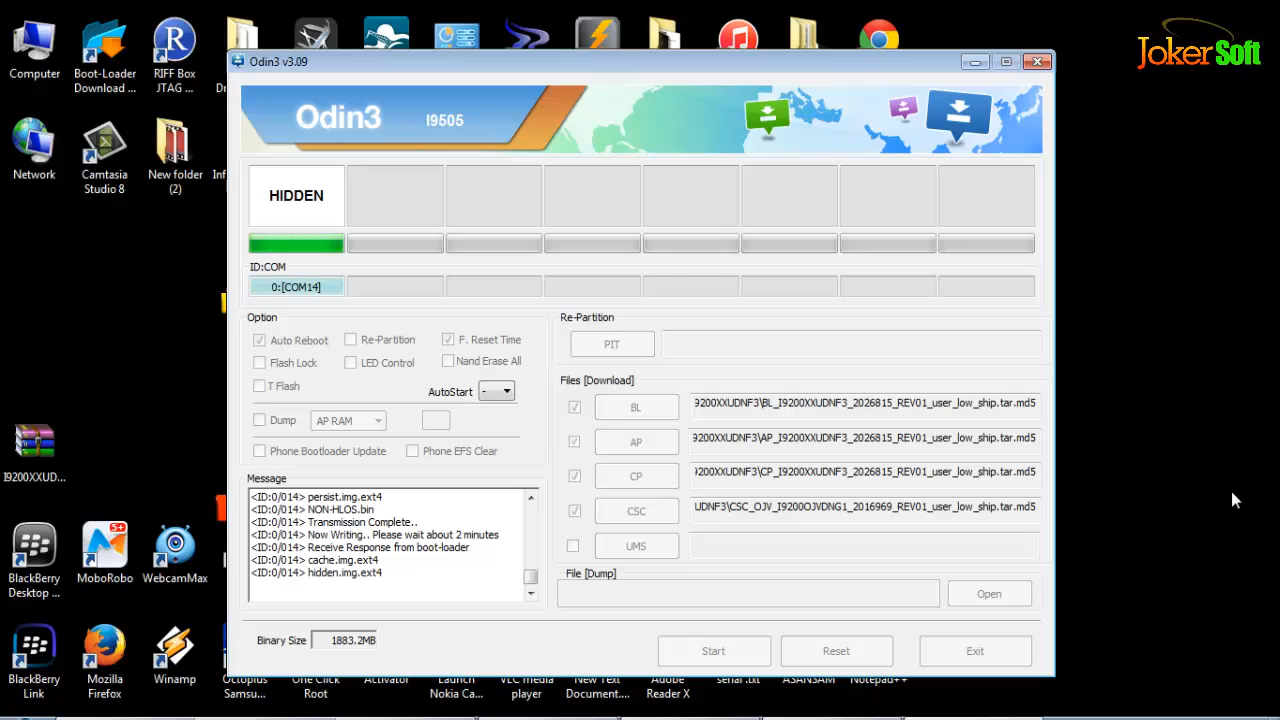 Computer
Boot-Loader
Download ...
RIFF Box
JTAG ...
Network
Camtasia
Studio 8
New folder
(2)
I9200XXUD...
BlackBerry
Desktop ...
MoboRobo
5+
WebcamMax
BlackBerry
Link
Mozilla
Firefox
Winamp
JokerSoft
Odin3 v3.09
Odin3
I9505
HIDDEN
ID:COM
0:[COM14]
Option
Auto Reboot
Re-Partition
F. Reset Time
Flash Lock
LED Control
Nand Erase All
T Flash
AutoStart
-
Dump
AP RAM
Phone Bootloader Update
Phone EFS Clear
Message
<ID:0/014> persist.img.ext4
<ID:0/014> NON-HLOS.bin
<ID:0/014> Transmission Complete..
<ID:0/014> Now Writing.. Please wait about 2 minutes
<ID:0/014> Receive Response from boot-loader
<ID:0/014> cache.img.ext4
<ID:0/014> hidden.img.ext4
Re-Partition
PIT
Files [Download]
BL
9200XXUDNF3\BL_I9200XXUDNF3_2026815_REV01_user_low_ship.tar.md5
AP
9200XXUDNF3\AP_I9200XXUDNF3_2026815_REV01_user_low_ship.tar.md5
CP
9200XXUDNF3\CP_I9200XXUDNF3_2026815_REV01_user_low_ship.tar.md5
CSC
UDNF3\CSC_OJV_I9200OJVDNG1_2016969_REV01_user_low_ship.tar.md5
UMS
File [Dump]
Open
Binary Size
1883.2MB
Start
Reset
Exit
Octoplus
Samsu...
One Click
Root
Activator
Launch
Nokia Ca...
VLC media
player
New Text
Document....
Adobe
Reader X
serial.txt
ASANSAM
Notepad++